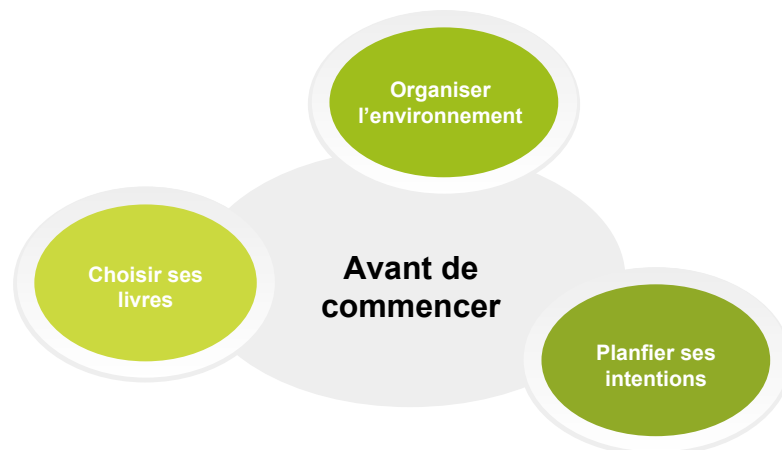 Organiser
l’environnement
Choisir ses
livres
Avant de
commencer
Planfier ses
intentions